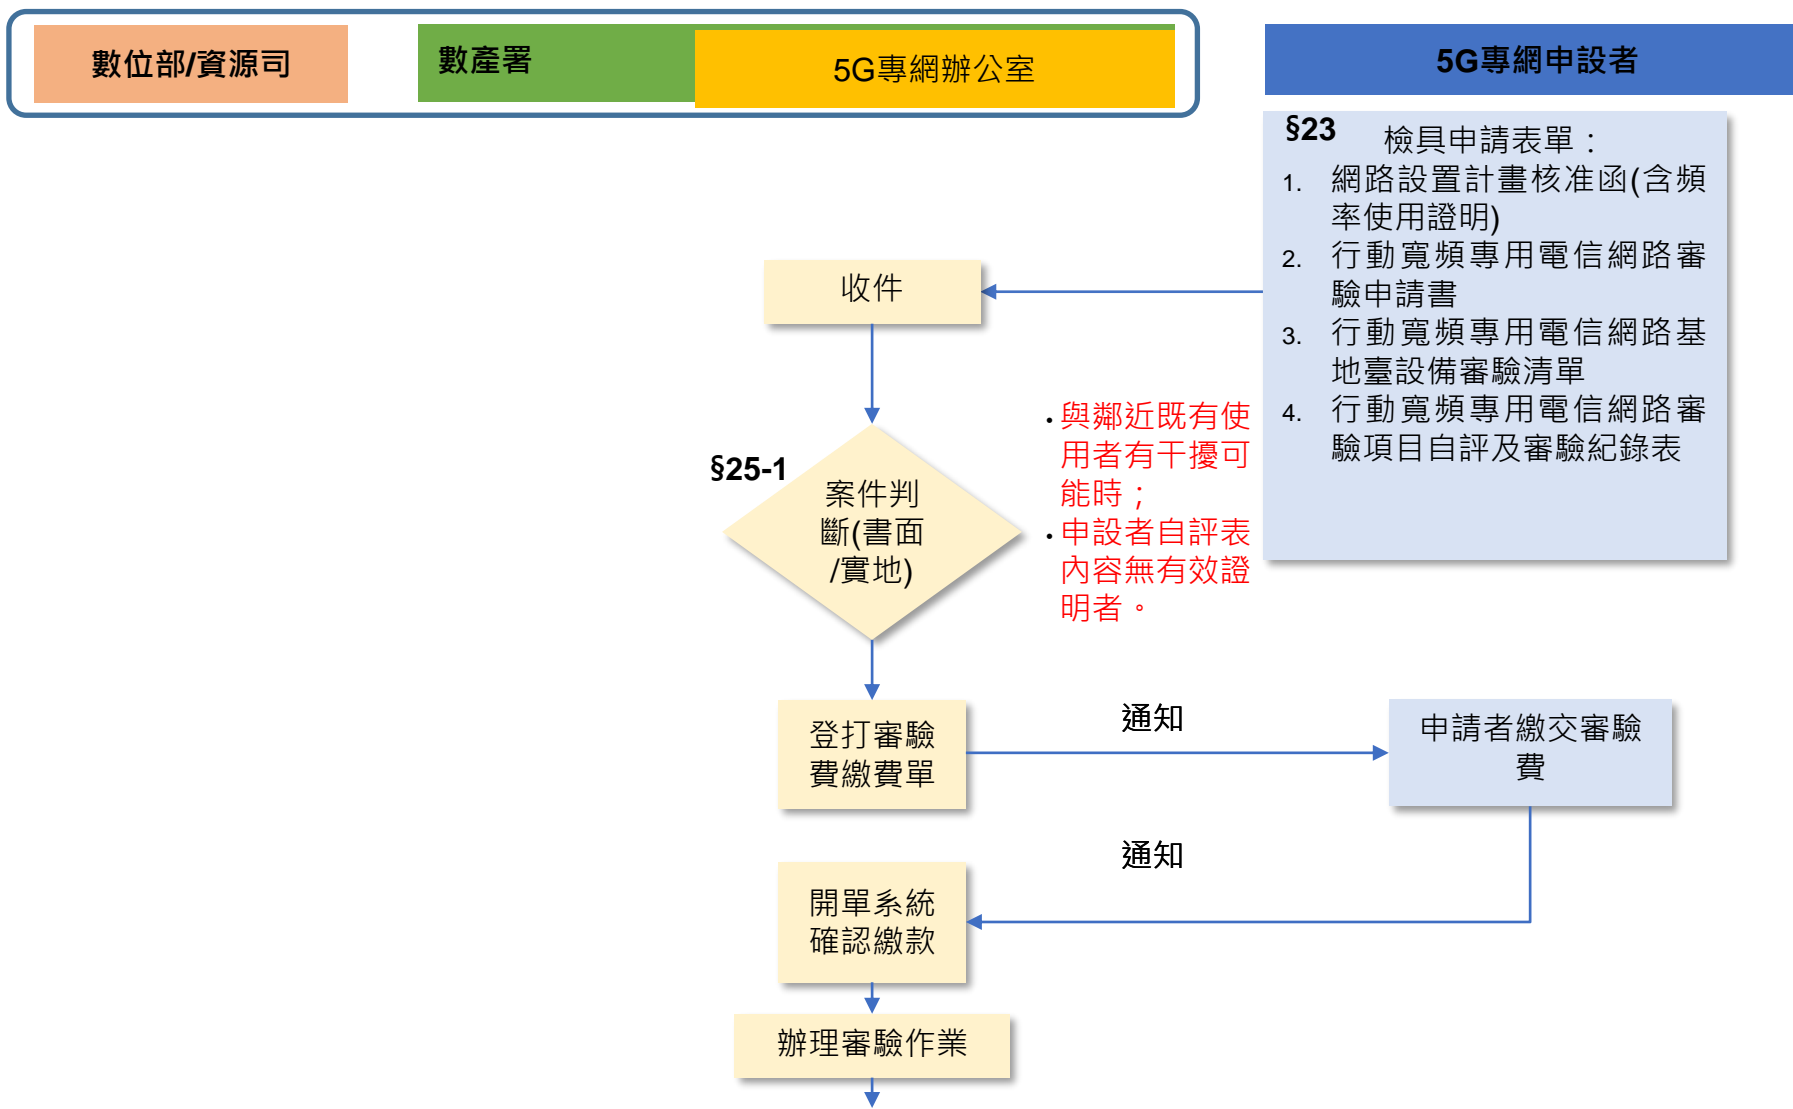 數位部/資源司
數產署
5G專網辦公室
5G專網申設者
§23
檢具申請表單：
1. 網路設置計畫核准函(含頻
率使用證明)
2. 行動寬頻專用電信網路審
驗申請書
3. 行動寬頻專用電信網路基
地臺設備審驗清單
4. 行動寬頻專用電信網路審
驗項目自評及審驗紀錄表
收件
§25-1
案件判
斷(書面
/實地)
•與鄰近既有使
用者有干擾可
能時；
•申設者自評表
內容無有效證
明者。
登打審驗
費繳費單
通知
申請者繳交審驗
費
通知
開單系統
確認繳款
辦理審驗作業